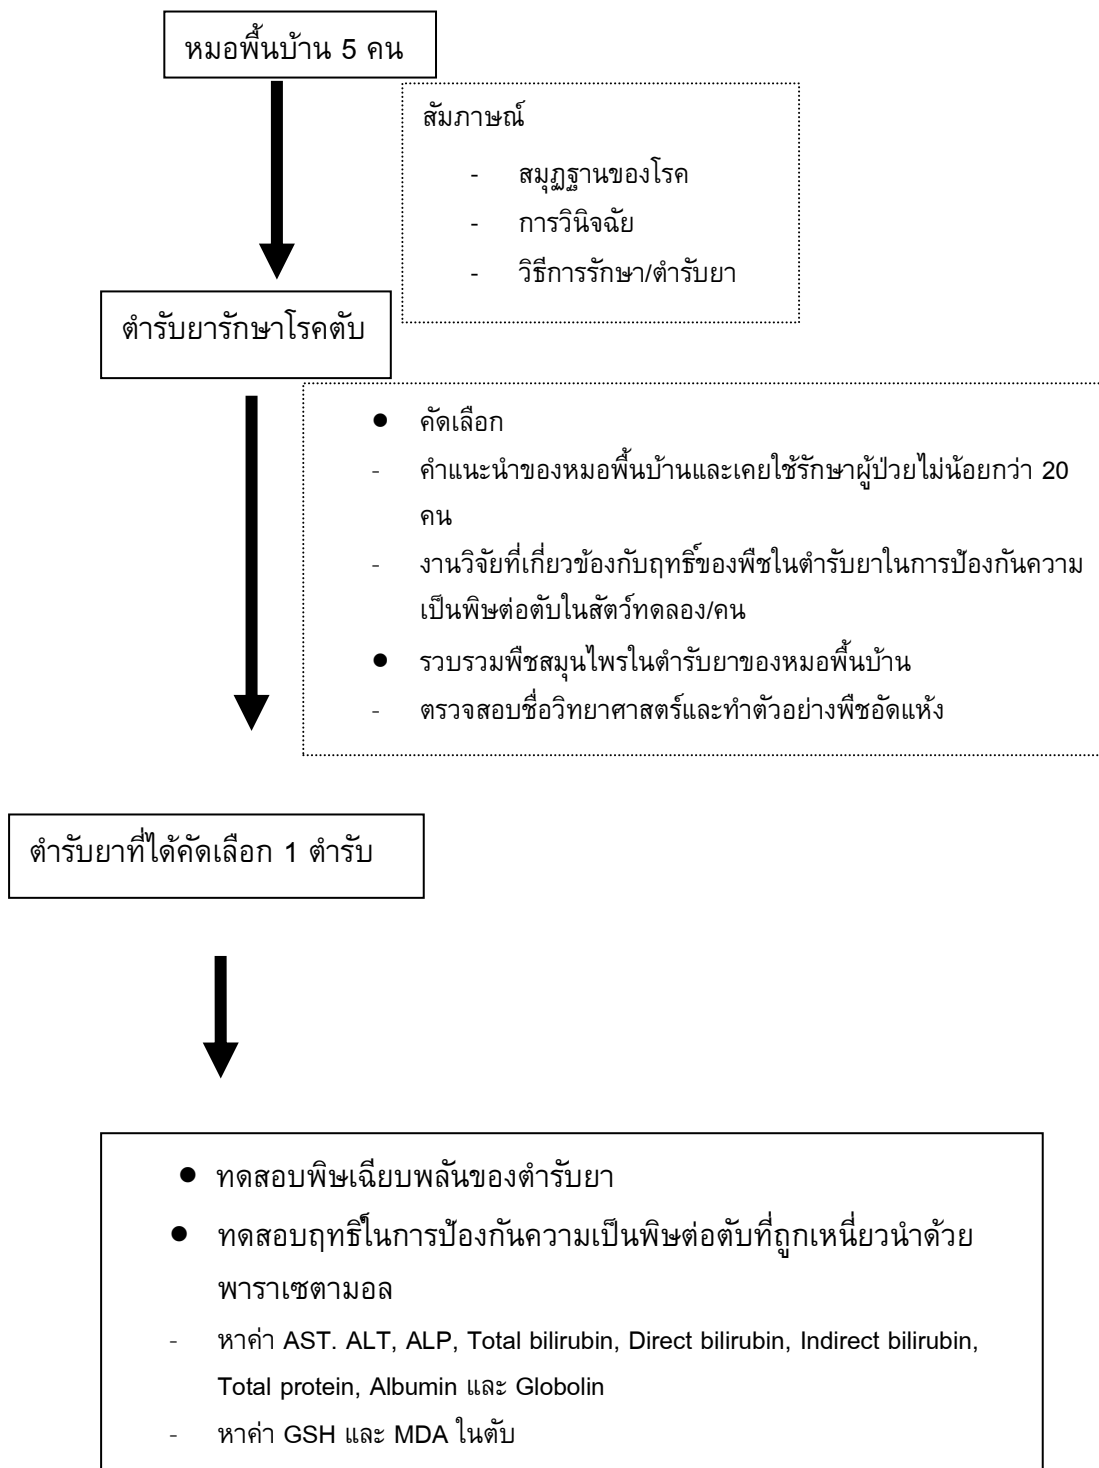 หมอพื้นบ้าน 5 คน
สัมภาษณ์
- สมุฏฐานของโรค
- การวินิจฉัย
- วิธีการรักษา/ตำรับยา
ตำรับยารักษาโรคตับ
● คัดเลือก
- คำแนะนำของหมอพื้นบ้านและเคยใช้รักษาผู้ป่วยไม่น้อยกว่า 20
คน
- งานวิจัยที่เกี่ยวข้องกับฤทธิ์ของพืชในตำรับยาในการป้องกันความ
เป็นพิษต่อตับในสัตว์ทดลอง/คน
● รวบรวมพืชสมุนไพรในตำรับยาของหมอพื้นบ้าน
- ตรวจสอบชื่อวิทยาศาสตร์และทำตัวอย่างพืชอัดแห้ง
ตำรับยาที่ได้คัดเลือก 1 ตำรับ
● ทดสอบพิษเฉียบพลันของตำรับยา
● ทดสอบฤทธิ์ในการป้องกันความเป็นพิษต่อตับที่ถูกเหนี่ยวนำด้วย
พาราเซตามอล
- หาค่า AST. ALT, ALP, Total bilirubin, Direct bilirubin, Indirect bilirubin,
Total protein, Albumin และ Globolin
- หาค่า GSH และ MDA ในตับ